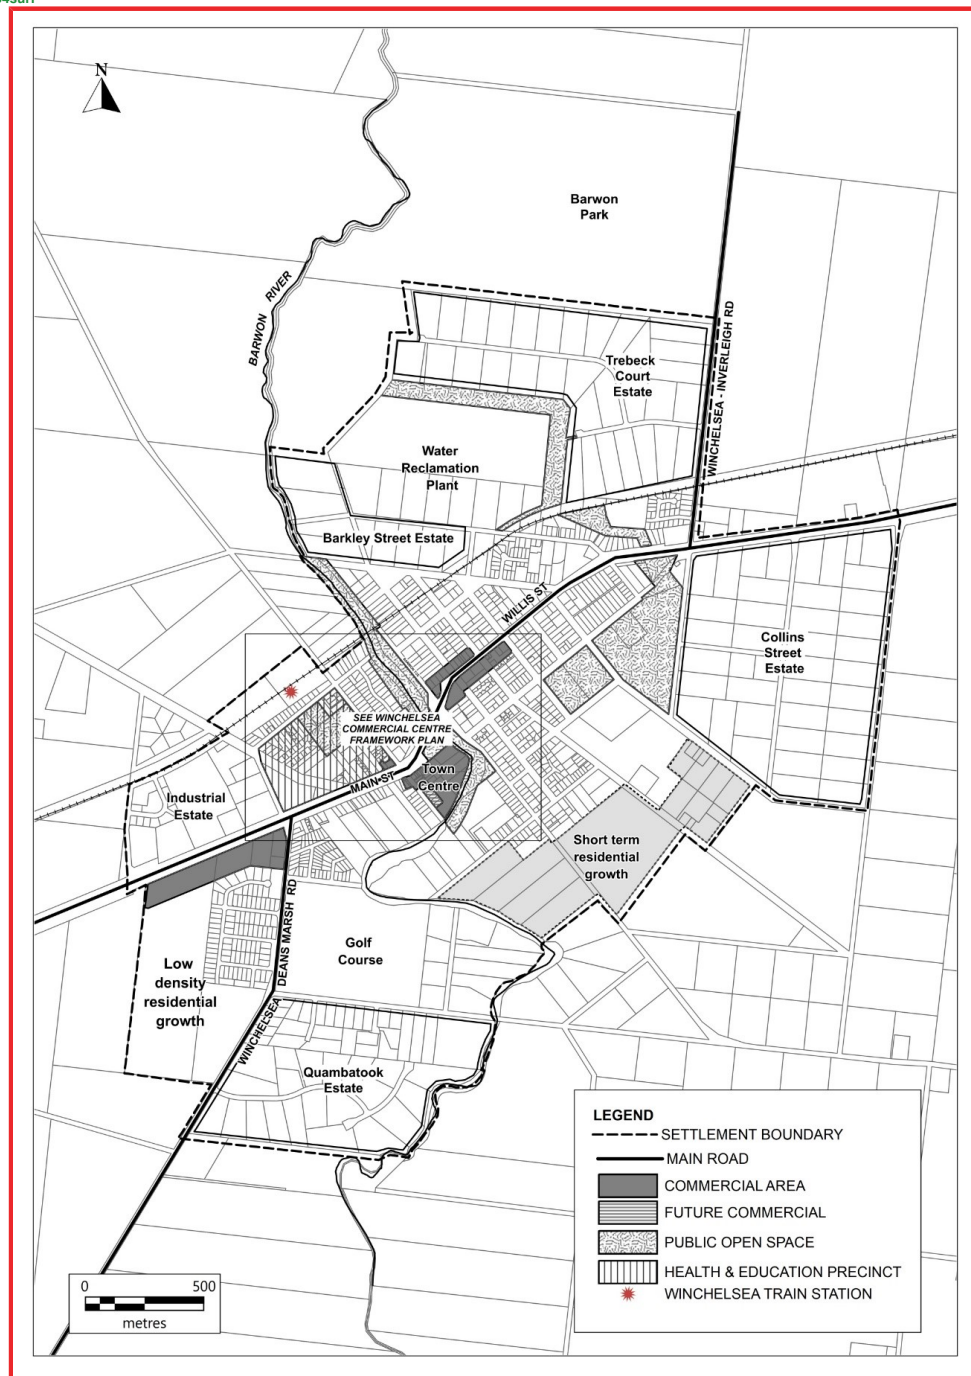 N
Barwon
Park
BARWON RIVER
WINCHELSEA - INVERLEIGH RD
Trebeck
Court
Estate
Water
Reclamation
Plant
Barkley Street Estate
WILLIS ST
Collins
Street
Estate
SEE WINCHELSEA
COMMERCIAL CENTRE
FRAMEWORK PLAN
MAIN ST
Town
Centre
Industrial
Estate
Short term
residential
growth
WINCHELSEA DEANS MARSH RD
Golf
Course
Low
density
residential
growth
Quambatook
Estate
LEGEND
SETTLEMENT BOUNDARY
MAIN ROAD
COMMERCIAL AREA
FUTURE COMMERCIAL
PUBLIC OPEN SPACE
HEALTH & EDUCATION PRECINCT
WINCHELSEA TRAIN STATION
0 500
metres